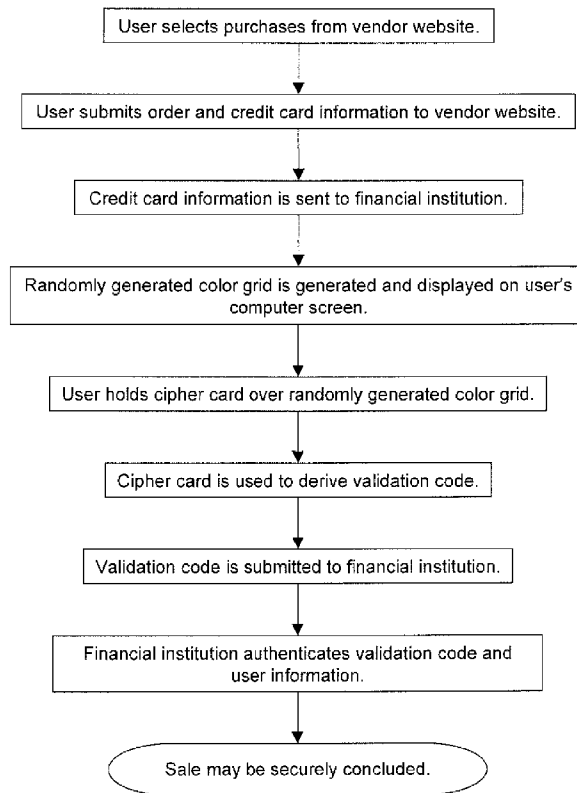 User selects purchases from vendor website.
User submits order and credit card information to vendor website.
Credit card information is sent to financial institution.
Randomly generated color grid is generated and displayed on user's
computer screen.
User holds cipher card over randomly generated color grid.
Cipher card is used to derive validation code.
Validation code is submitted to financial institution.
Financial institution authenticates validation code and
user information.
Sale may be securely concluded.